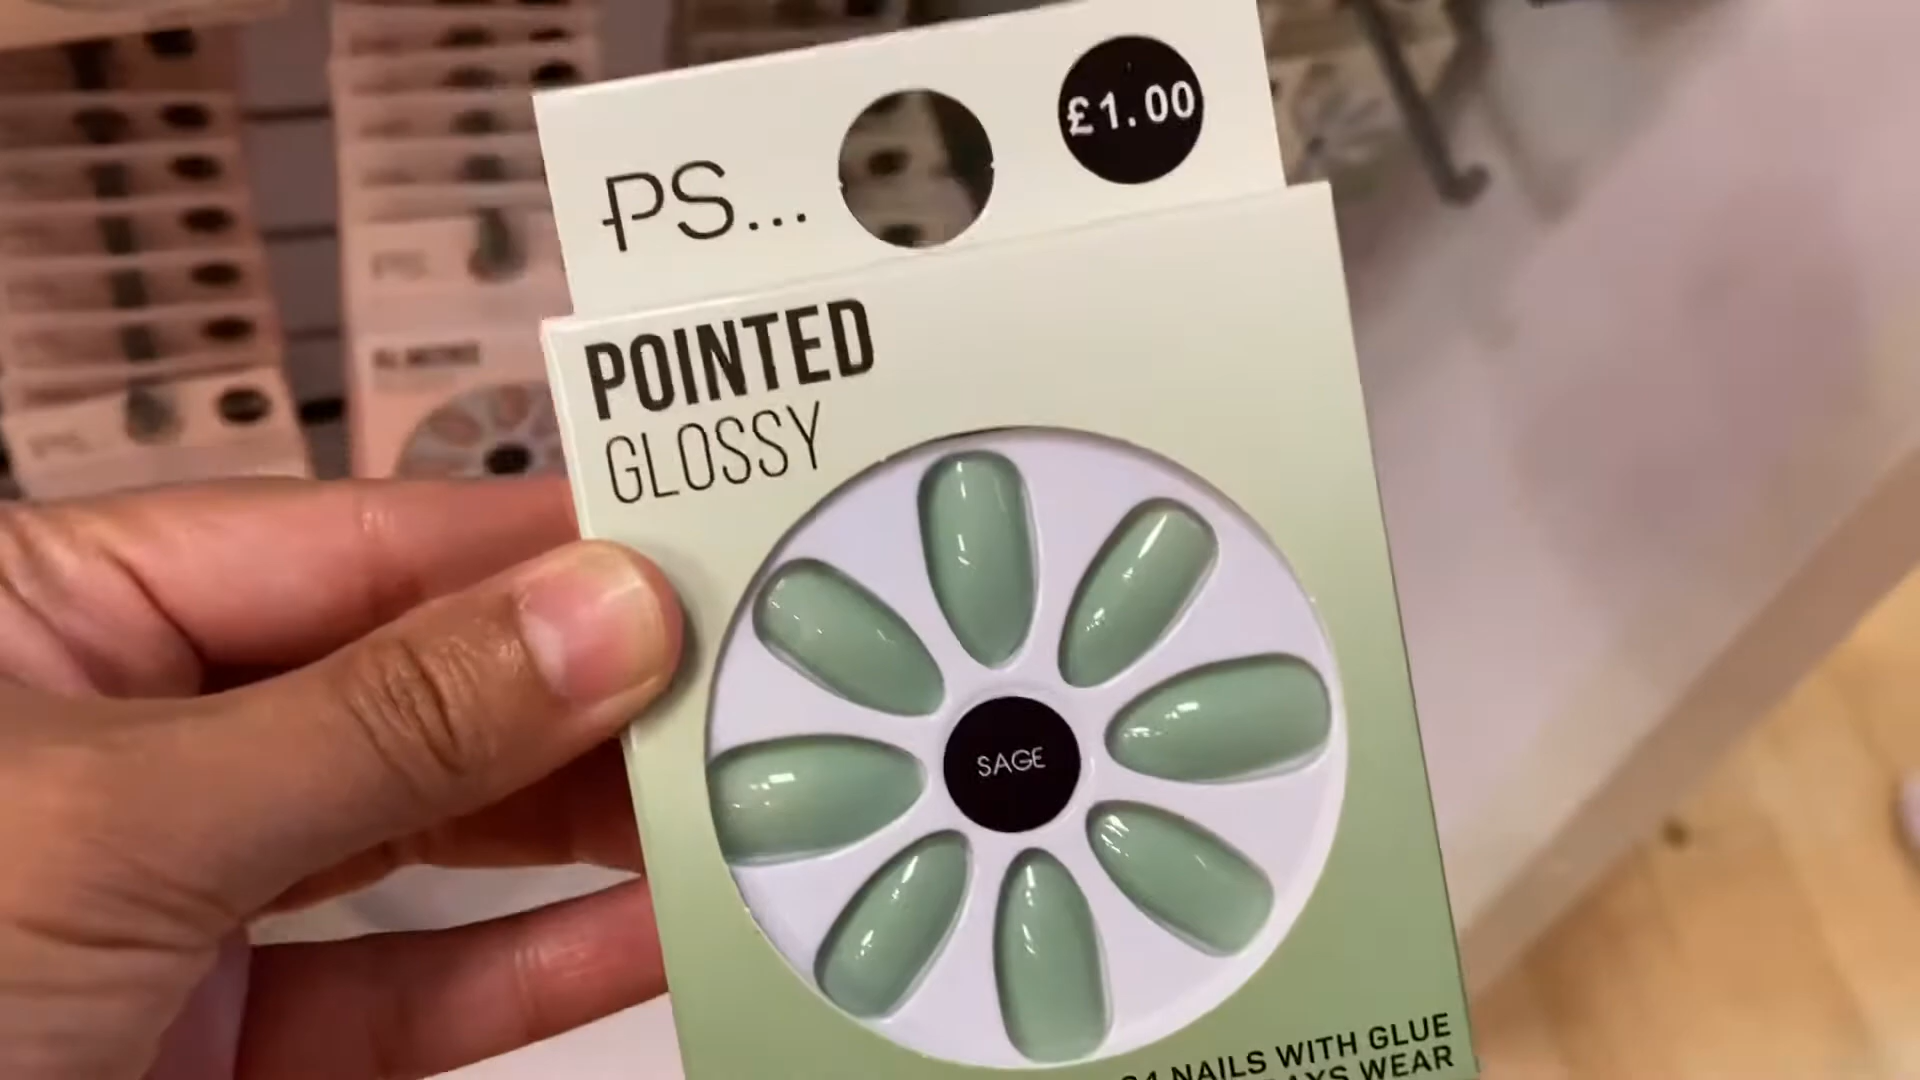 PS...
£1.00
POINTED
GLOSSY
SAGE
NAILS WITH GLUE
WEAR